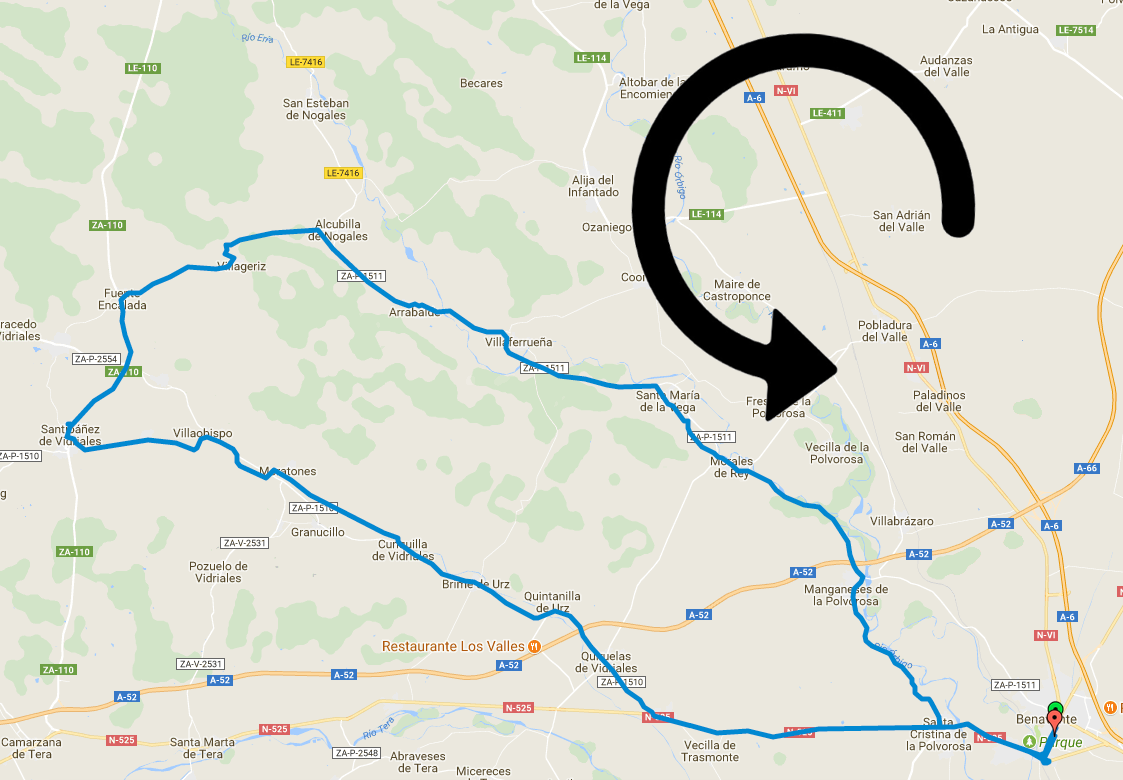 de la Vega
La Antigua
LE-7514
Río Ería
LE-7416
LE-110
LE-114
Audanzas
del Valle
Becares
Altobar de la
Encomien
A-6
N-VI
San Esteban
de Nogales
LE-411
LE-7416
Río Órbigo
Alija del
Infantado
LE-114
San Adrián
del Valle
ZA-110
Alcubilla
de Nogales
Ozaniego
Villageriz
ZA-P-1511
Coor
Maire de
Castroponce
Fuente
Encalada
Arrabalde
racedo
Vidriales
Pobladura
del Valle
Villaferrueña
A-6
ZA-P-2554
ZA-110
ZA-P-1511
N-VI
Santa María
de la Vega
Fresno de la
Polvorosa
Paladinos
del Valle
Santibáñez
de Vidriales
Villaobispo
ZA-P-1511
San Román
del Valle
ZA-P-1510
Vecilla de la
Polvorosa
Morales
de Rey
A-66
Moratones
g
ZA-P-1510
Granucillo
Villabrázaro
A-52
A-6
ZA-V-2531
Cunquilla
de Vidriales
ZA-110
A-52
Pozuelo de
Vidriales
A-52
Brime de Urz
Manganeses de
la Polvorosa
Quintanilla
de Urz
A-52
A-6
N-VI
Restaurante Los Valles
Río Órbigo
ZA-V-2531
A-52
Quiruelas
de Vidriales
ZA-110
A-52
A-52
ZA-P-1510
ZA-P-1511
A-52
N-525
N-525
Benavente
Santa
Cristina de
la Polvorosa
N-525
Río Tera
N-525
N-525
N-525
Parque
Camarzana
de Tera
Santa Marta
de Tera
ZA-P-2548
Vecilla de
Trasmonte
Abraveses
de Tera
Micereces
de Tera